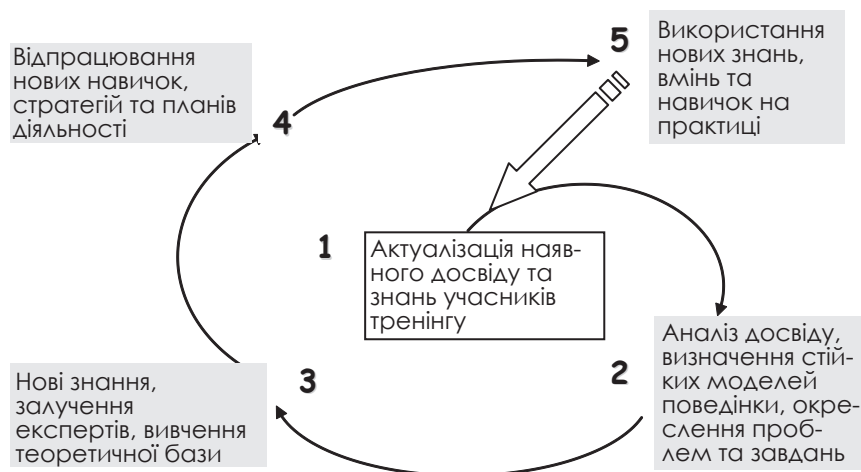 Відпрацювання
нових навичок,
стратегій та планів
діяльності
4
5
Використання
нових знань,
вмінь та
навичок на
практиці
1
Актуалізація наяв-
ного досвіду та
знань учасників
тренінгу
2
Аналіз досвіду,
визначення стій-
ких моделей
поведінки, окре-
слення проб-
лем та завдань
3
Нові знання,
залучення
експертів, вивчення
теоретичної бази